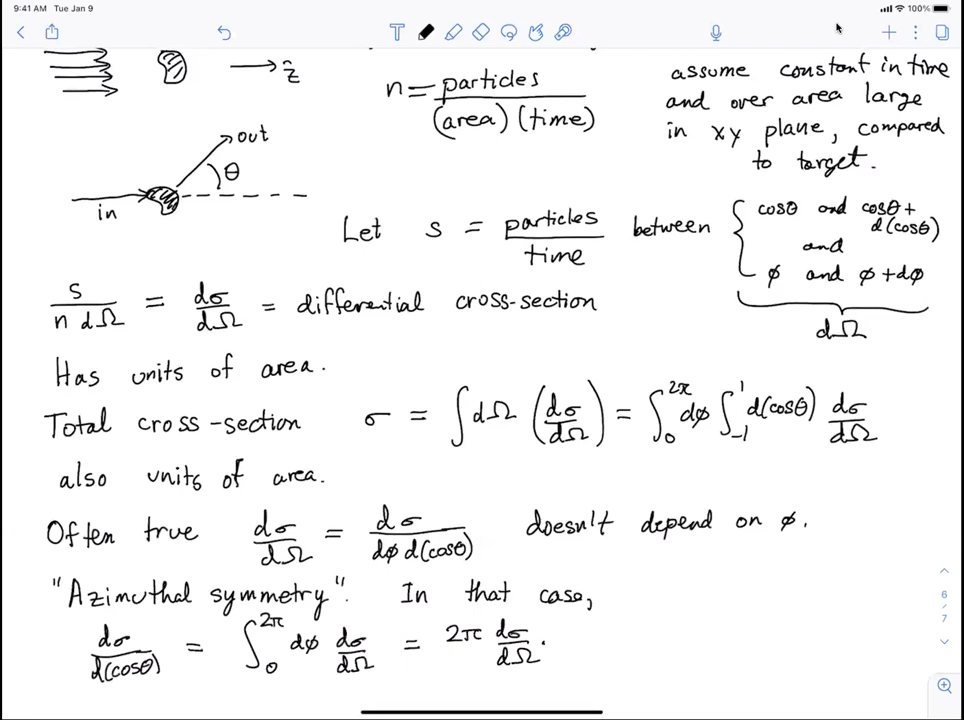 9:41 AM Tue Jan 9
100%
T
ẑ
n = particles / (area) (time)
assume constant in time
and over area large
in xy plane, compared
to target.
out
θ
in
Let s = particles / time between { cosθ and cosθ + d(cosθ)
and
φ and φ + dφ
dΩ
s / n dΩ = dσ / dΩ = differential cross-section
Has units of area.
Total cross-section σ = ∫ dΩ (dσ / dΩ) = ∫₀^2π dφ ∫₋₁^1 d(cosθ) dσ / dΩ
also units of area.
Often true dσ / dΩ = dσ / dφ d(cosθ) doesn't depend on φ.
"Azimuthal symmetry". In that case,
dσ / d(cosθ) = ∫₀^2π dφ dσ / dΩ = 2π dσ / dΩ.
6
/
7